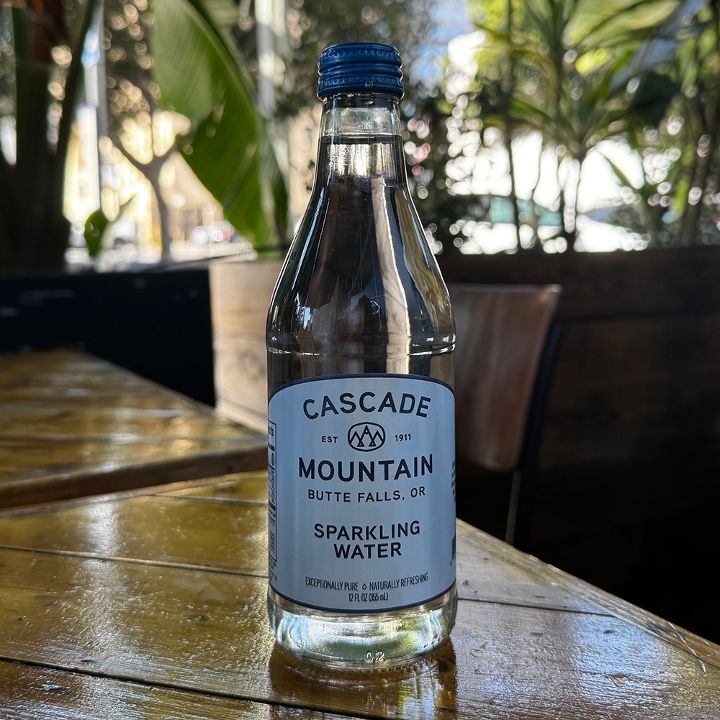 CASCADE
EST 1911
MOUNTAIN
BUTTE FALLS, OR
SPARKLING
WATER
EXCEPTIONALLY PURE NATURALLY REFRESHING
12 FL OZ (355 mL)